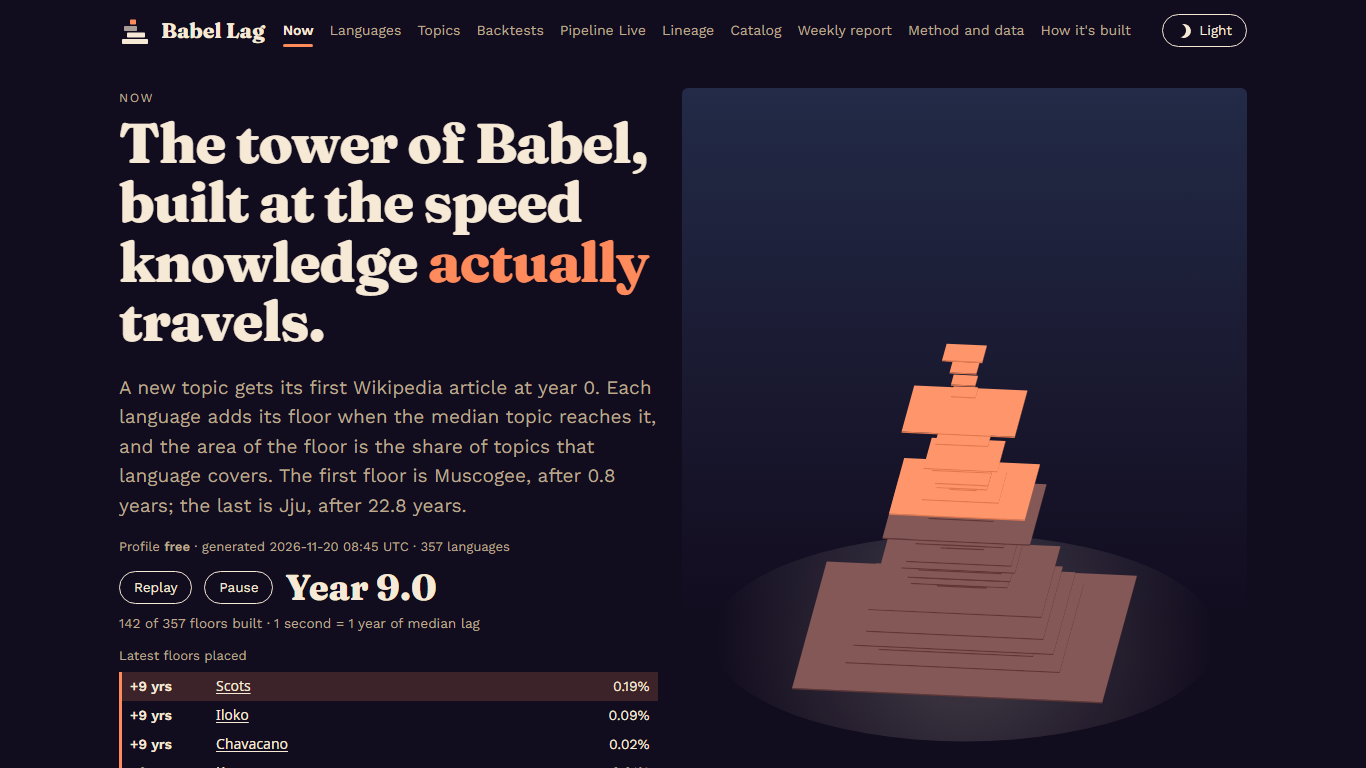 Babel Lag
Now
Languages
Topics
Backtests
Pipeline Live
Lineage
Catalog
Weekly report
Method and data
How it's built
Light
NOW
The tower of Babel,
built at the speed
knowledge actually
travels.
A new topic gets its first Wikipedia article at year 0. Each
language adds its floor when the median topic reaches it,
and the area of the floor is the share of topics that
language covers. The first floor is Muscogee, after 0.8
years; the last is Jju, after 22.8 years.
Profile free · generated 2026-11-20 08:45 UTC · 357 languages
Replay
Pause
Year 9.0
142 of 357 floors built · 1 second = 1 year of median lag
Latest floors placed
+9 yrs Scots 0.19%
+9 yrs Iloko 0.09%
+9 yrs Chavacano 0.02%